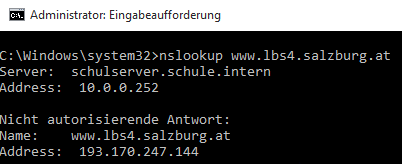 Administrator: Eingabeaufforderung
C:\Windows\system32>nslookup www.lbs4.salzburg.at
Server:  schulserver.schule.intern
Address:  10.0.0.252
Nicht autorisierende Antwort:
Name:    www.lbs4.salzburg.at
Address:  193.170.247.144